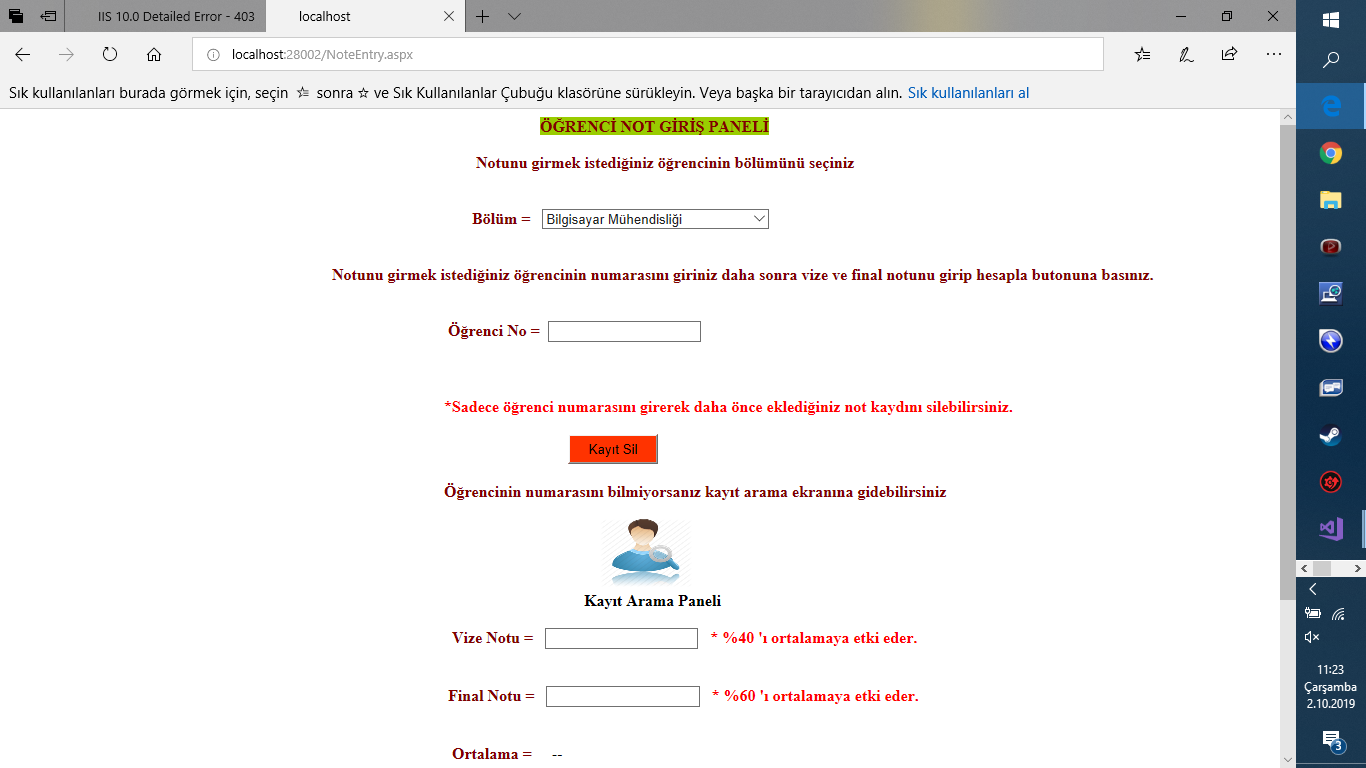 IIS 10.0 Detailed Error - 403
localhost
localhost:28002/NoteEntry.aspx
Sık kullanılanları burada görmek için, seçin sonra ve Sık Kullanılanlar Çubuğu klasörüne sürükleyin. Veya başka bir tarayıcıdan alın. Sık kullanılanları al
ÖĞRENCİ NOT GİRİŞ PANELİ
Notunu girmek istediğiniz öğrencinin bölümünü seçiniz
Bölüm = Bilgisayar Mühendisliği
Notunu girmek istediğiniz öğrencinin numarasını giriniz daha sonra vize ve final notunu girip hesapla butonuna basınız.
Öğrenci No =
*Sadece öğrenci numarasını girerek daha önce eklediğiniz not kaydını silebilirsiniz.
Kayıt Sil
Öğrencinin numarasını bilmiyorsanız kayıt arama ekranına gidebilirsiniz
Kayıt Arama Paneli
Vize Notu = * %40 'ı ortalamaya etki eder.
Final Notu = * %60 'ı ortalamaya etki eder.
Ortalama = --
11:23
Çarşamba
2.10.2019
3